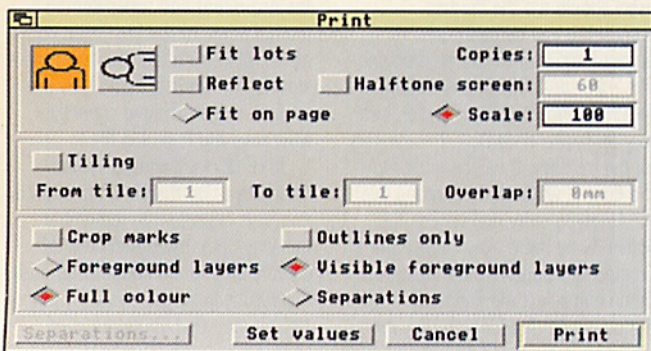 Print
Fit lots Copies: 1
Reflect Halftone screen: 60
Fit on page Scale: 100
Tiling
From tile: 1 To tile: 1 Overlap: 0mm
Crop marks Outlines only
Foreground layers Visible foreground layers
Full colour Separations
Separations... Set values Cancel Print